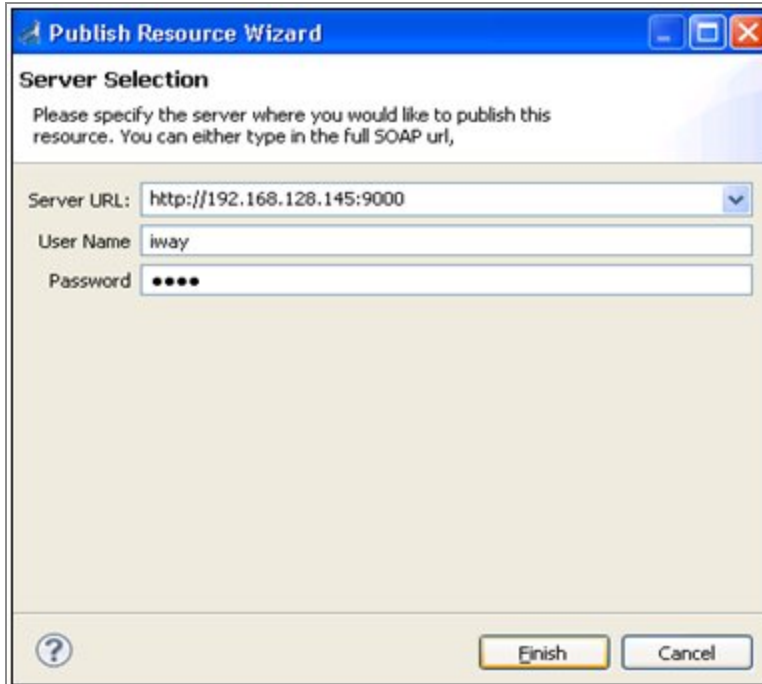 Publish Resource Wizard
Server Selection
Please specify the server where you would like to publish this
resource. You can either type in the full SOAP url,
Server URL: http://192.168.128.145:9000
User Name iway
Password ●●●●
?
Finish Cancel